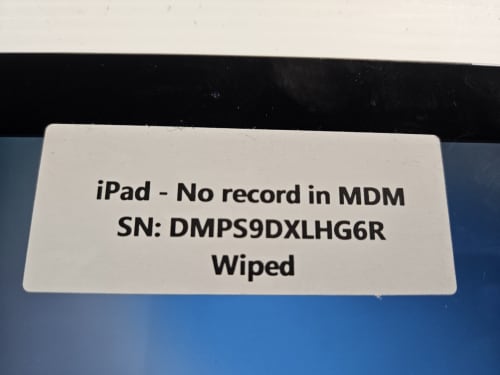 iPad - No record in MDM
SN: DMPS9DXLHG6R
Wiped